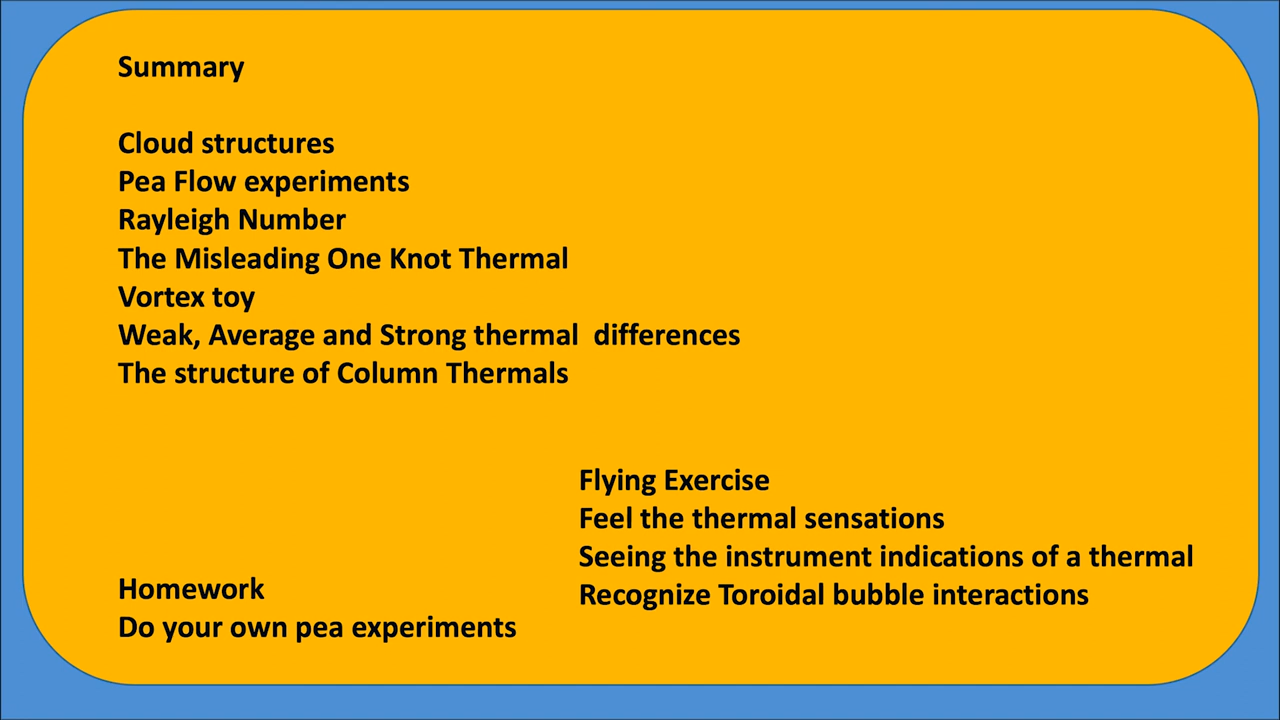 Summary
Cloud structures
Pea Flow experiments
Rayleigh Number
The Misleading One Knot Thermal
Vortex toy
Weak, Average and Strong thermal  differences
The structure of Column Thermals
Flying Exercise
Feel the thermal sensations
Seeing the instrument indications of a thermal
Recognize Toroidal bubble interactions
Homework
Do your own pea experiments